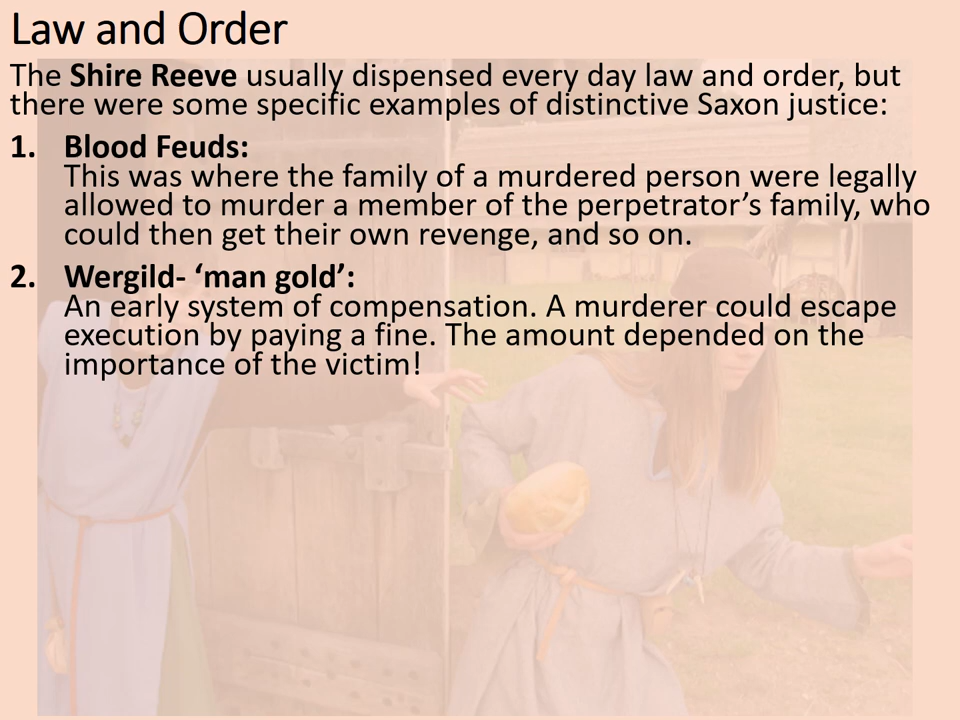 Law and Order
The Shire Reeve usually dispensed every day law and order, but
there were some specific examples of distinctive Saxon justice:
1. Blood Feuds:
This was where the family of a murdered person were legally
allowed to murder a member of the perpetrator’s family, who
could then get their own revenge, and so on.
2. Wergild- ‘man gold’:
An early system of compensation. A murderer could escape
execution by paying a fine. The amount depended on the
importance of the victim!